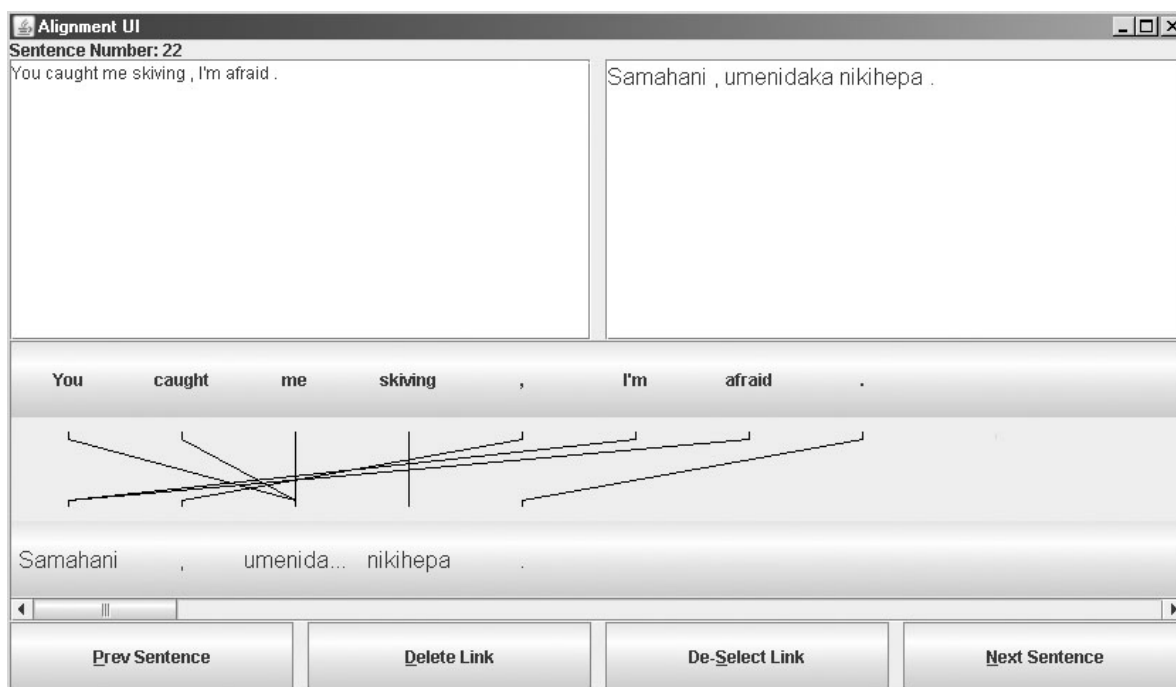 Alignment UI
Sentence Number: 22
You caught me skiving , I'm afraid .
Samahani , umenidaka nikihepa .
You caught me skiving , I'm afraid .
Samahani , umenida... nikihepa .
Prev Sentence Delete Link De-Select Link Next Sentence